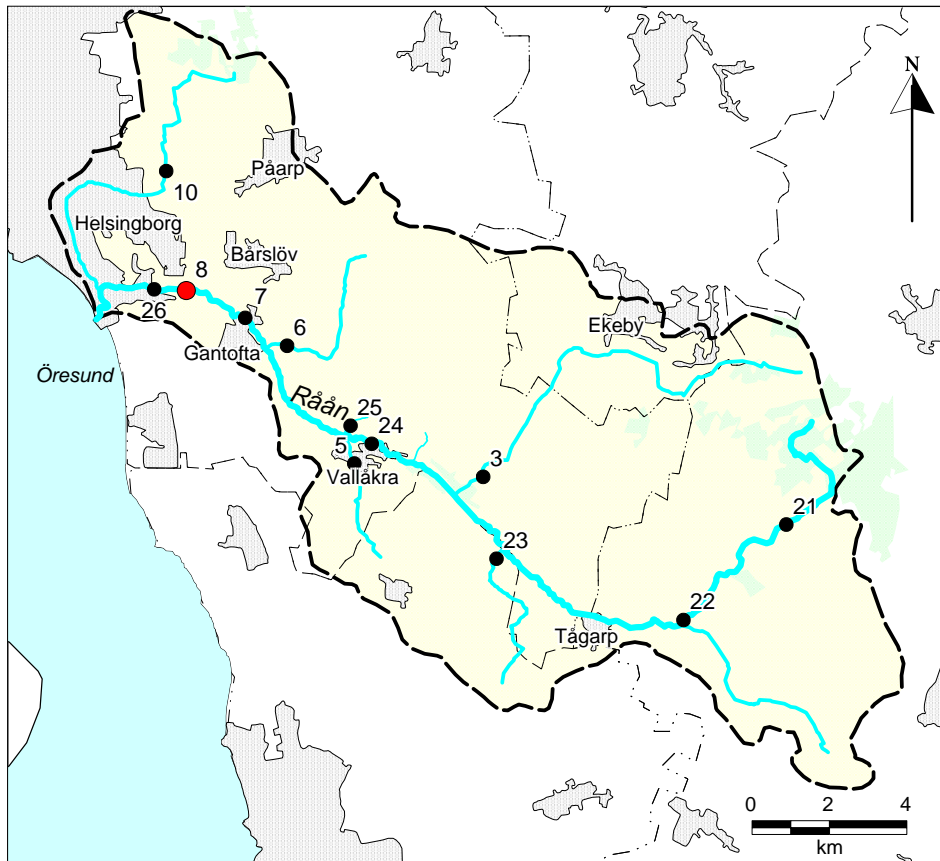 N
Påarp
10
Helsingborg
Bårslöv
8
7
26
6
Ekeby
Gantofta
Öresund
Råån
25
24
5
3
Vallåkra
21
23
22
Tågarp
0 2 4
km